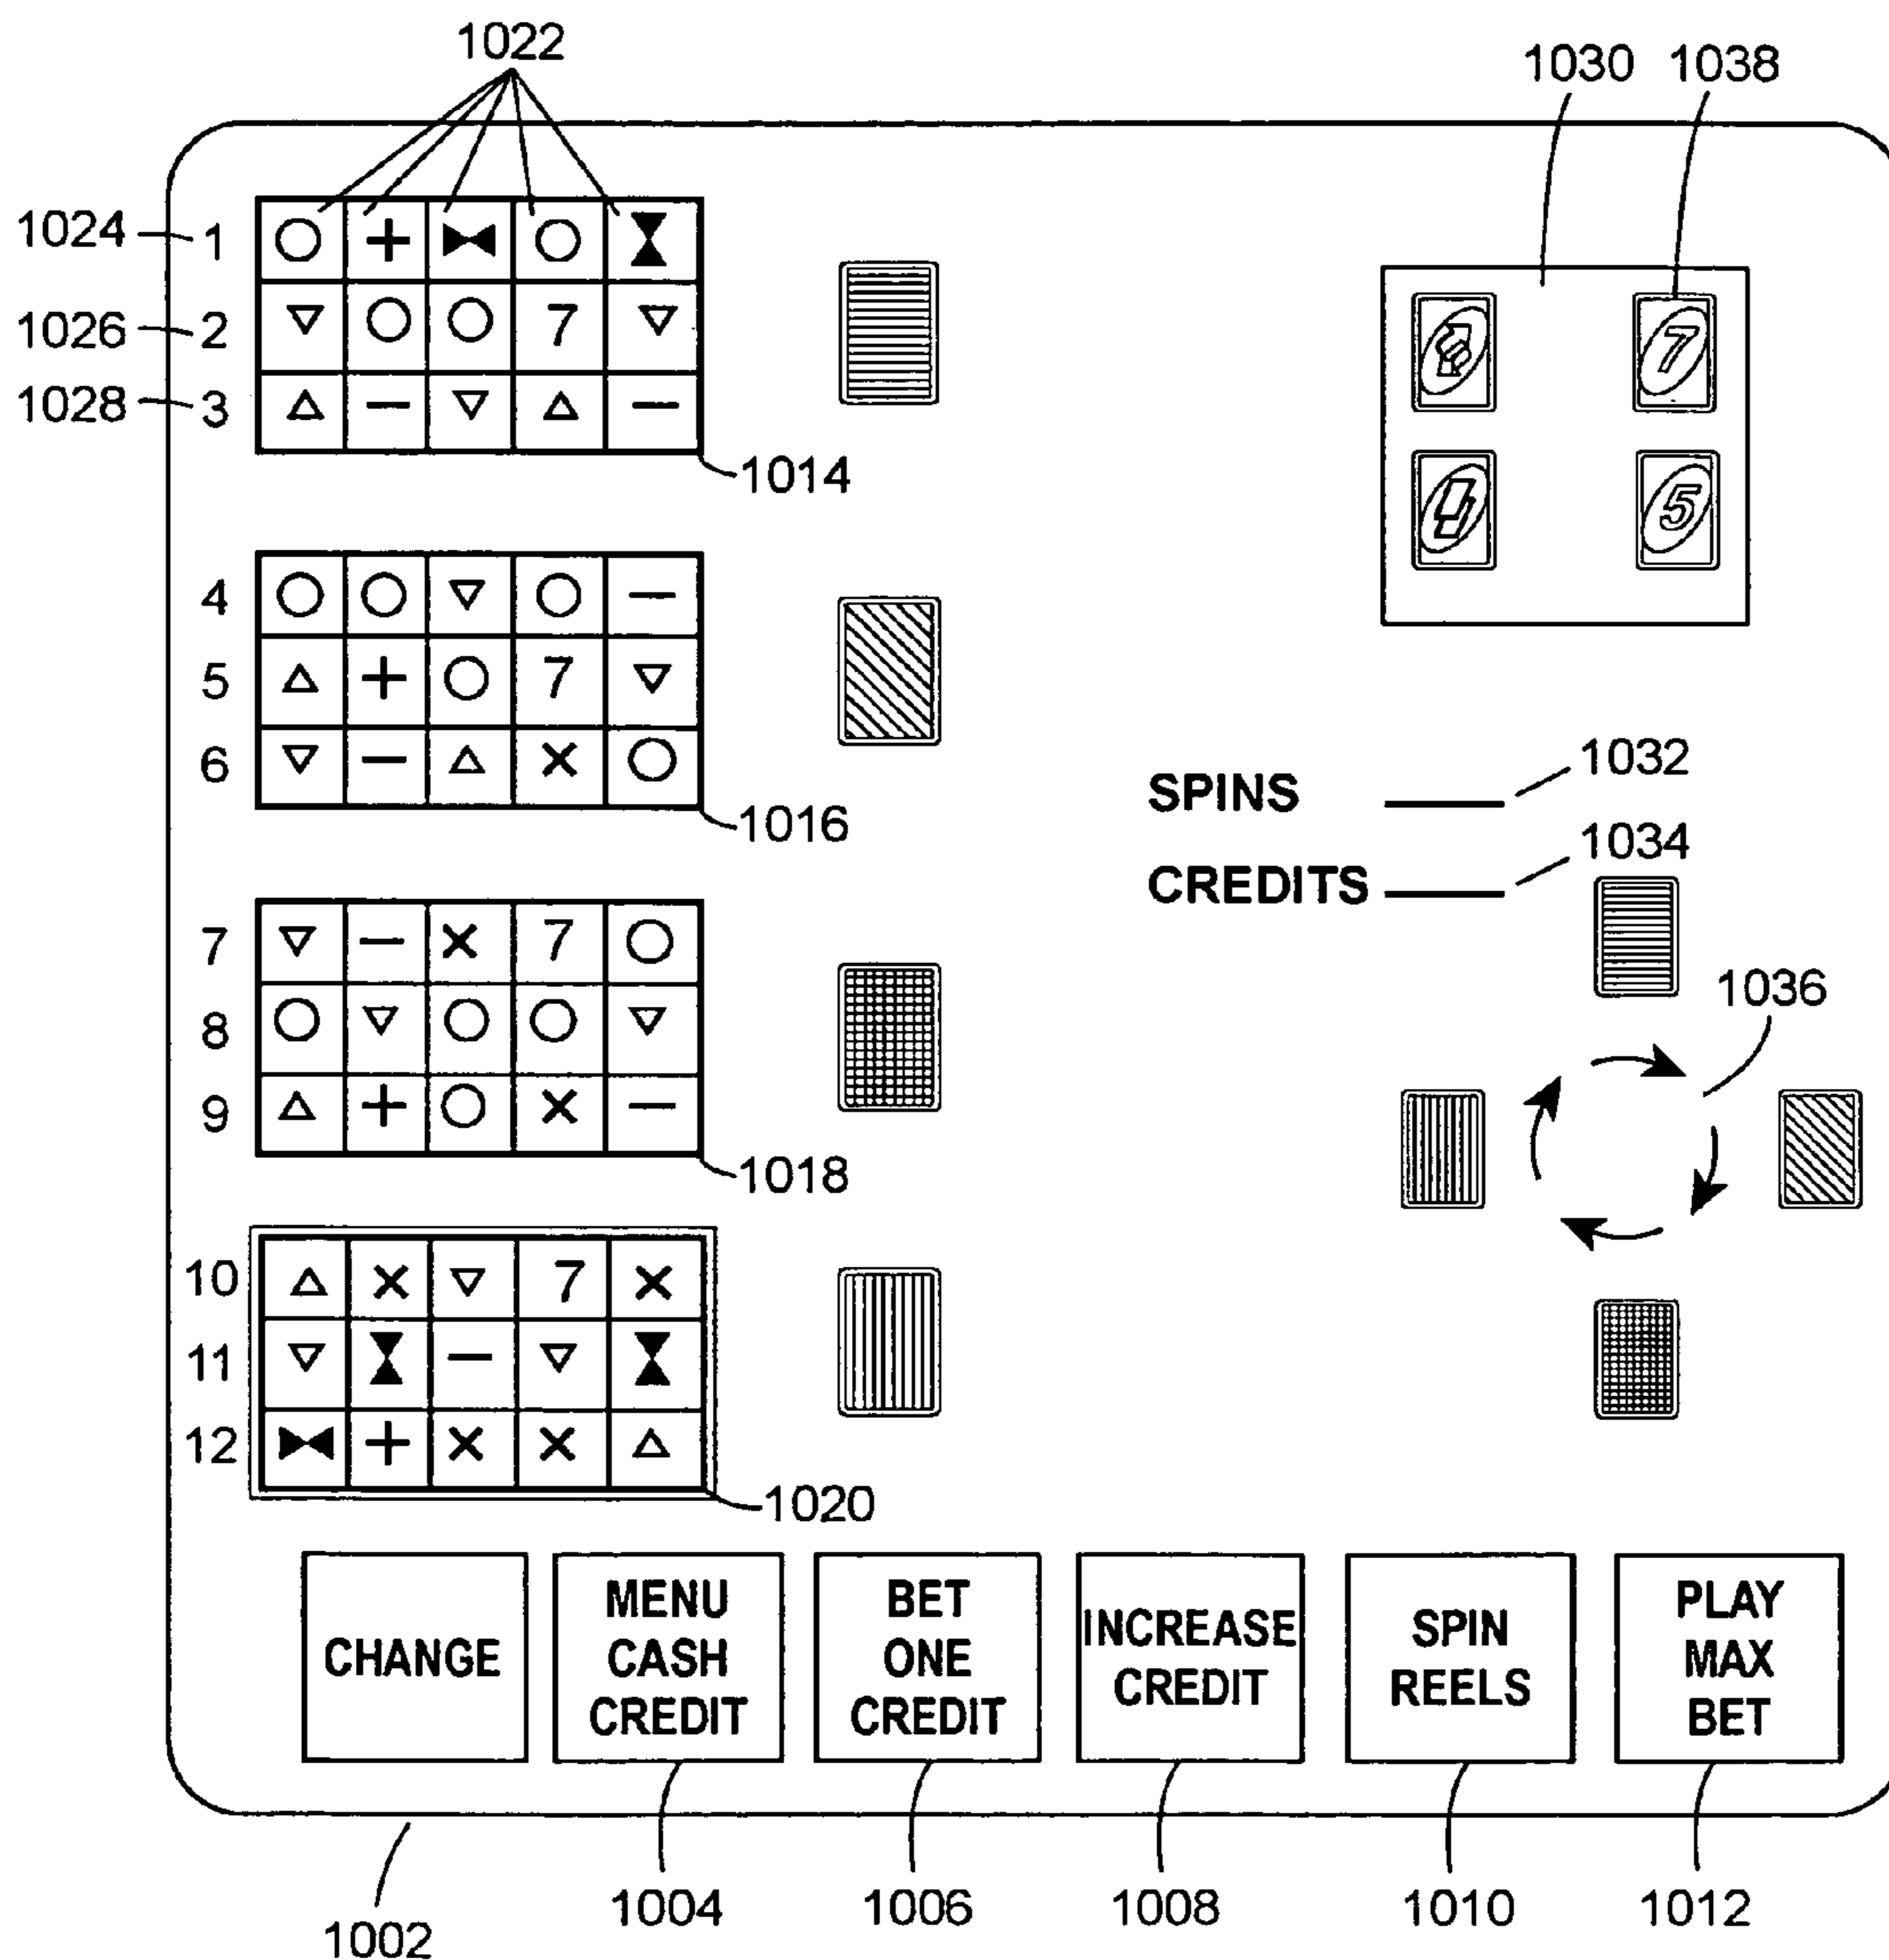 1022
1030 1038
1024 1
1026 2 7
1028 3
1014
7
5
4
5 7
6
1016
SPINS 1032
CREDITS 1034
7 7
8
9
1018
1036
10 7
11
12
1020
CHANGE
MENU
CASH
CREDIT
BET
ONE
CREDIT
INCREASE
CREDIT
SPIN
REELS
PLAY
MAX
BET
1002
1004
1006
1008
1010
1012